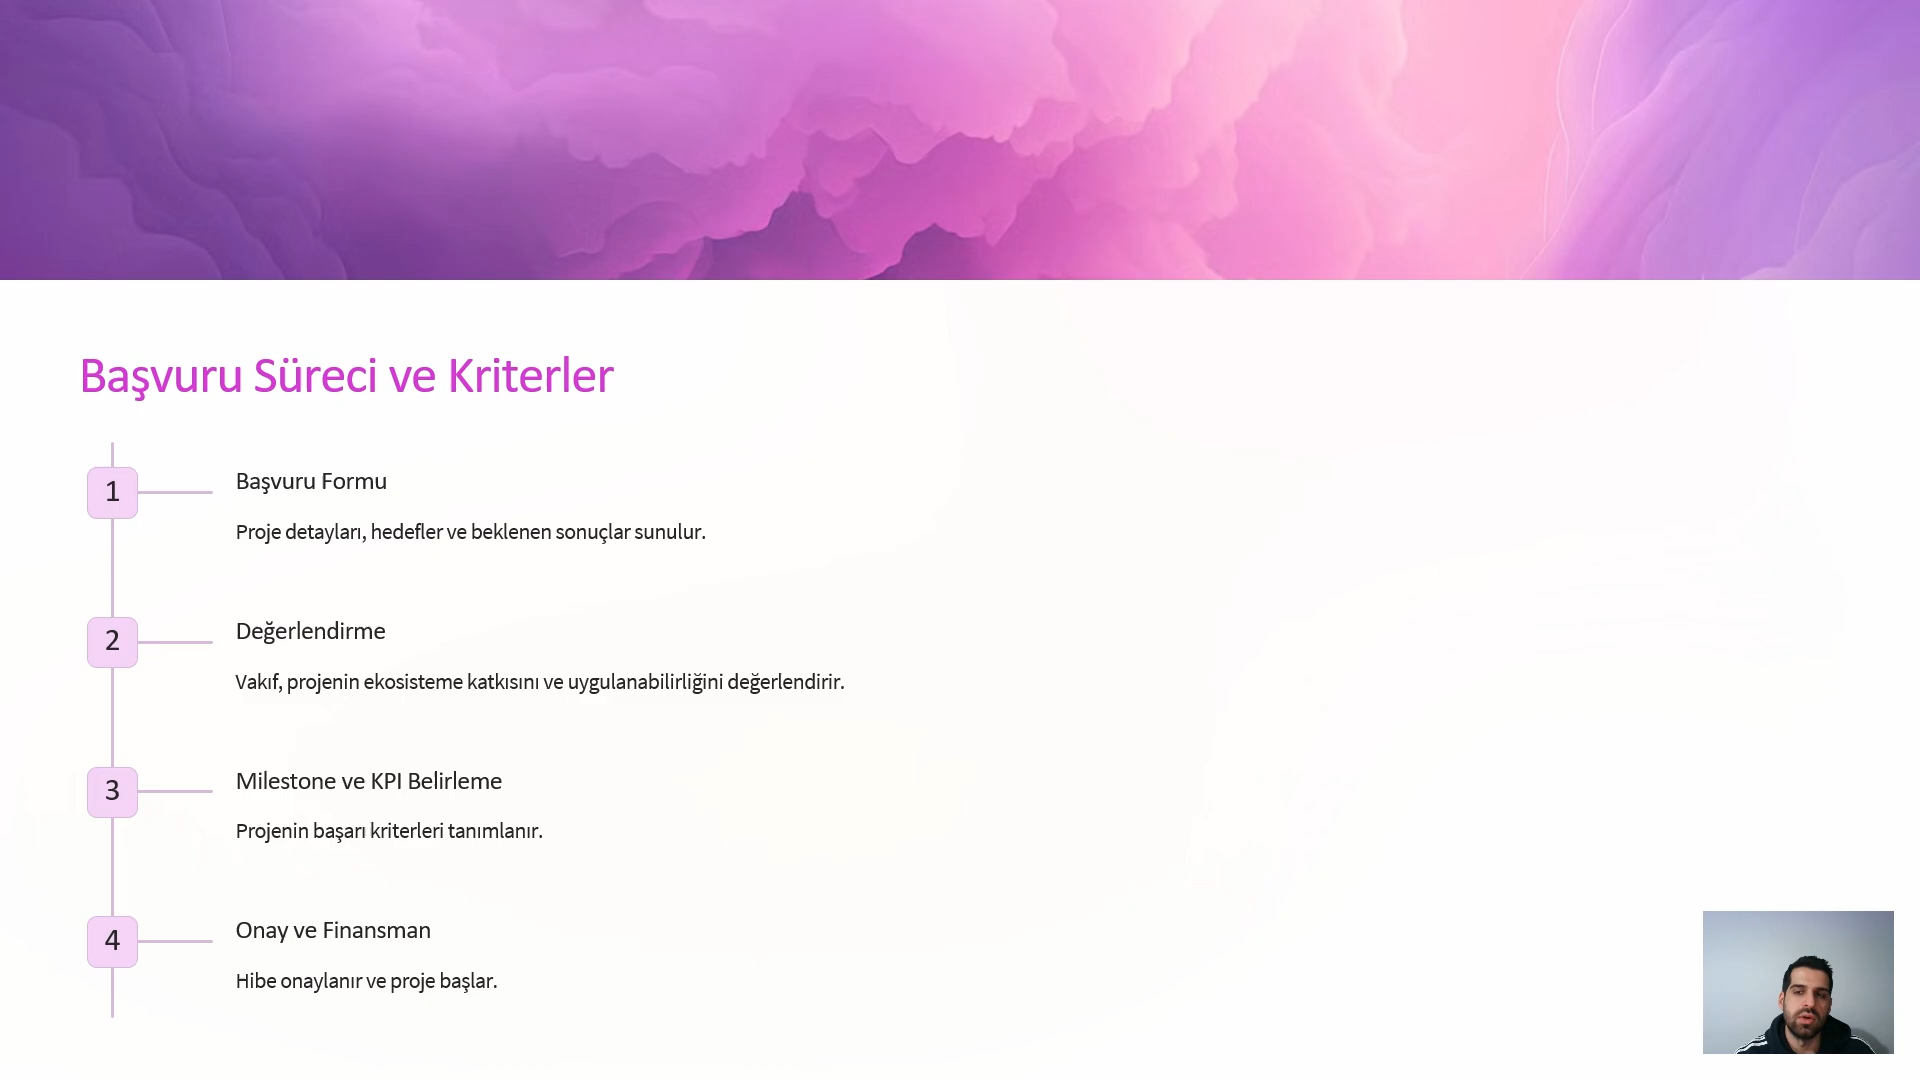 Başvuru Süreci ve Kriterler
1
Başvuru Formu
Proje detayları, hedefler ve beklenen sonuçlar sunulur.
2
Değerlendirme
Vakıf, projenin ekosisteme katkısını ve uygulanabilirliğini değerlendirir.
3
Milestone ve KPI Belirleme
Projenin başarı kriterleri tanımlanır.
4
Onay ve Finansman
Hibe onaylanır ve proje başlar.